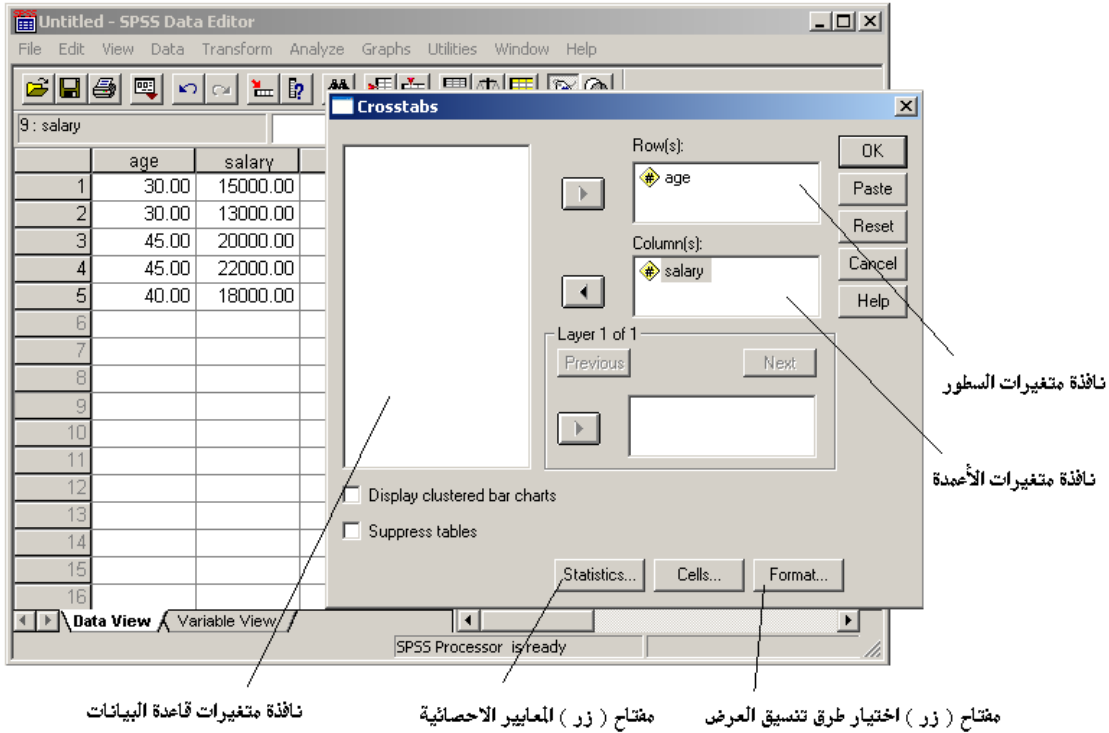 Untitled - SPSS Data Editor
File Edit View Data Transform Analyze Graphs Utilities Window Help
9 : salary
age salary
1 30.00 15000.00
2 30.00 13000.00
3 45.00 20000.00
4 45.00 22000.00
5 40.00 18000.00
6
7
8
9
10
11
12
13
14
15
16
Data View Variable View
SPSS Processor is ready
Crosstabs
Row(s):
age
Column(s):
salary
Layer 1 of 1
Previous Next
OK
Paste
Reset
Cancel
Help
Display clustered bar charts
Suppress tables
Statistics... Cells... Format...
نافذة متغيرات السطور
نافذة متغيرات الأعمدة
مفتاح ( زر ) اختيار طرق تنسيق العرض
مفتاح ( زر ) المعايير الاحصائية
نافذة متغيرات قاعدة البيانات